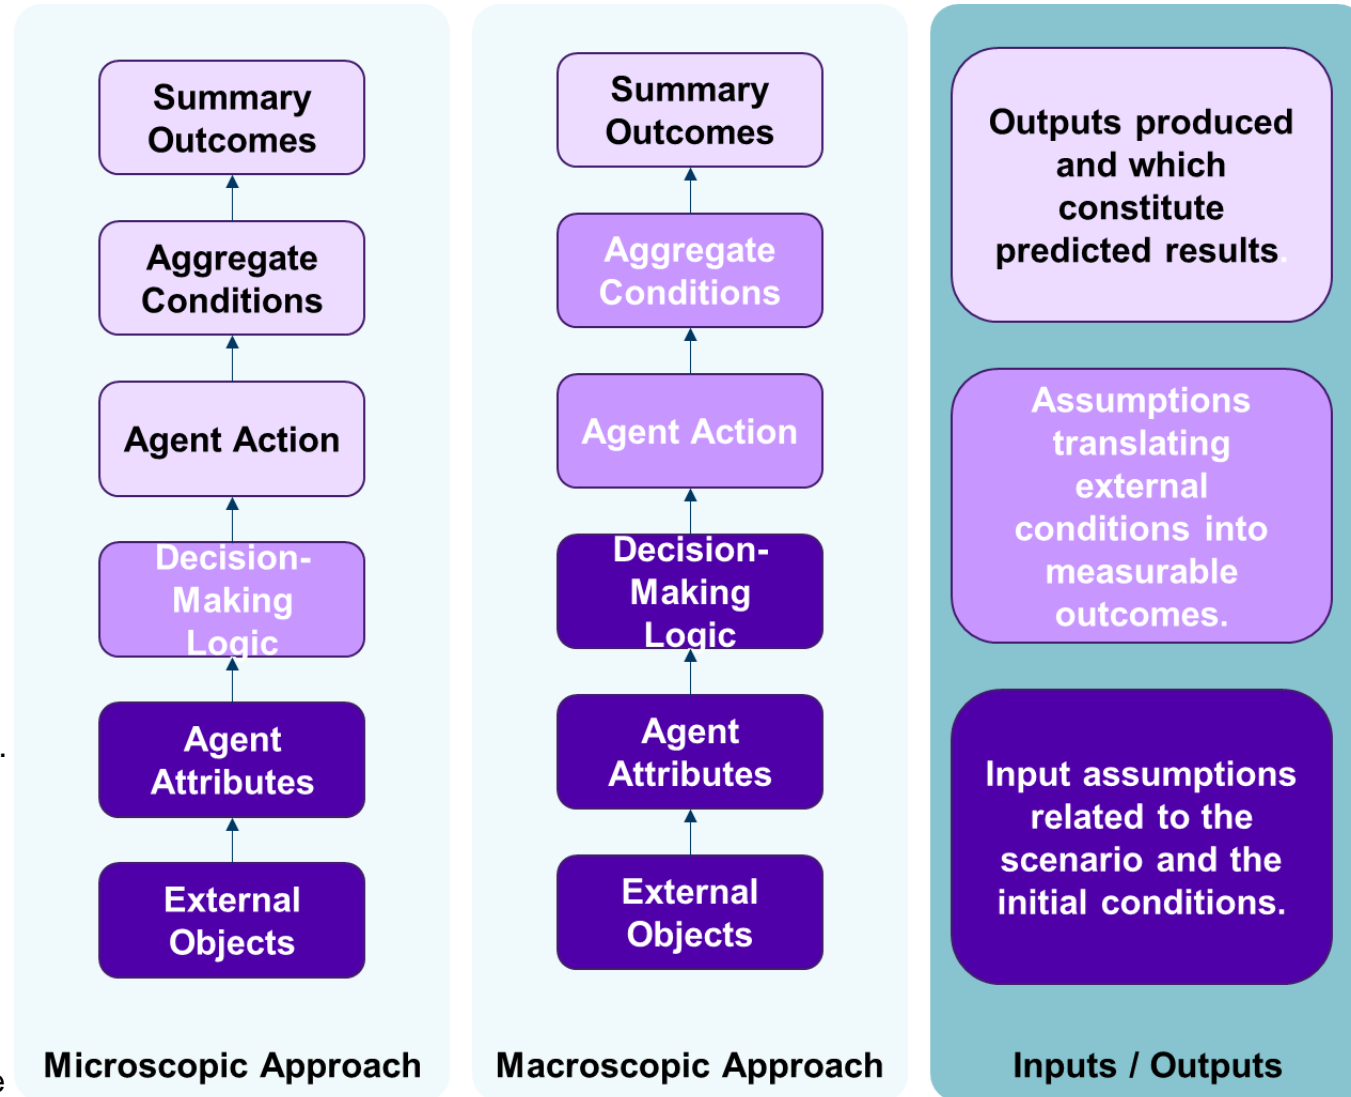 Summary
Outcomes
Aggregate
Conditions
Agent Action
Decision-
Making
Logic
Agent
Attributes
External
Objects
Microscopic Approach
Summary
Outcomes
Aggregate
Conditions
Agent Action
Decision-
Making
Logic
Agent
Attributes
External
Objects
Macroscopic Approach
Outputs produced
and which
constitute
predicted results.
Assumptions
translating
external
conditions into
measurable
outcomes.
Input assumptions
related to the
scenario and the
initial conditions.
Inputs / Outputs
.
e